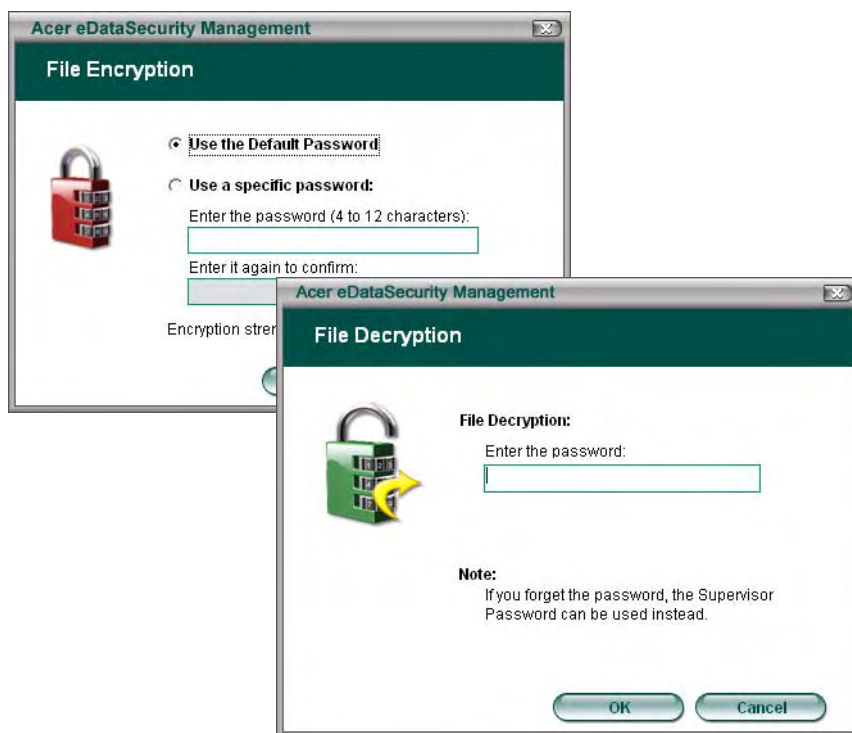 Acer eDataSecurity Management
File Encryption
Use the Default Password
Use a specific password:
Enter the password (4 to 12 characters):
Enter it again to confirm:
Encryption
Acer eDataSecurity Management
File Decryption
File Decryption:
Enter the password:
Note:
If you forget the password, the Supervisor
Password can be used instead.
OK
Cancel